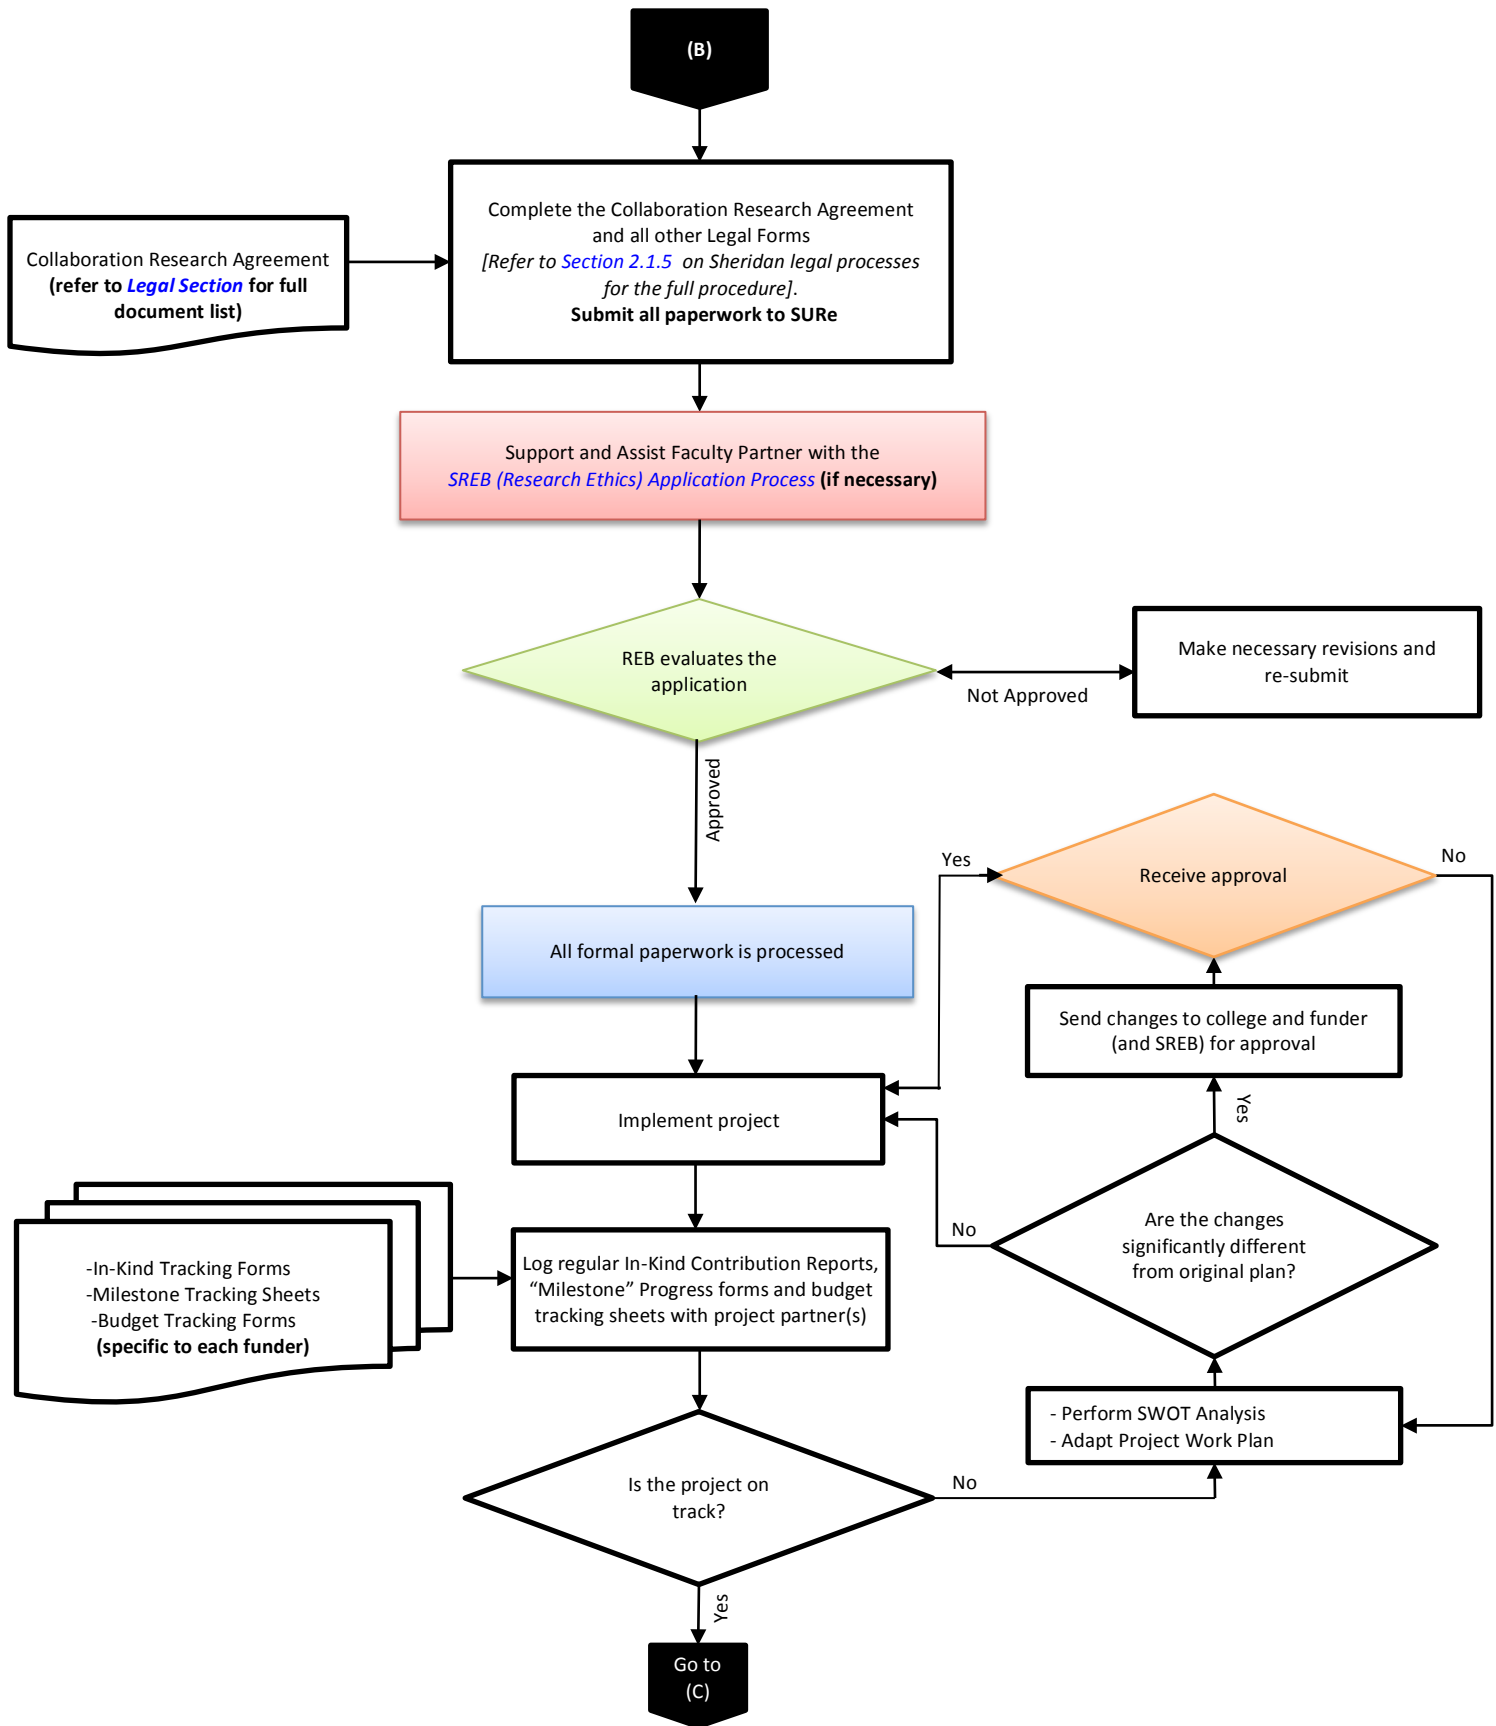 (B)
Collaboration Research Agreement
(refer to Legal Section for full
document list)
Complete the Collaboration Research Agreement
and all other Legal Forms
[Refer to Section 2.1.5 on Sheridan legal processes
for the full procedure].
Submit all paperwork to SURe
Support and Assist Faculty Partner with the
SREB (Research Ethics) Application Process (if necessary)
REB evaluates the
application
Not Approved
Make necessary revisions and
re-submit
Approved
Yes
Receive approval
No
All formal paperwork is processed
Send changes to college and funder
(and SREB) for approval
Yes
Implement project
No
Are the changes
significantly different
from original plan?
-In-Kind Tracking Forms
-Milestone Tracking Sheets
-Budget Tracking Forms
(specific to each funder)
Log regular In-Kind Contribution Reports,
“Milestone” Progress forms and budget
tracking sheets with project partner(s)
- Perform SWOT Analysis
- Adapt Project Work Plan
Is the project on
track?
No
Yes
Go to
(C)